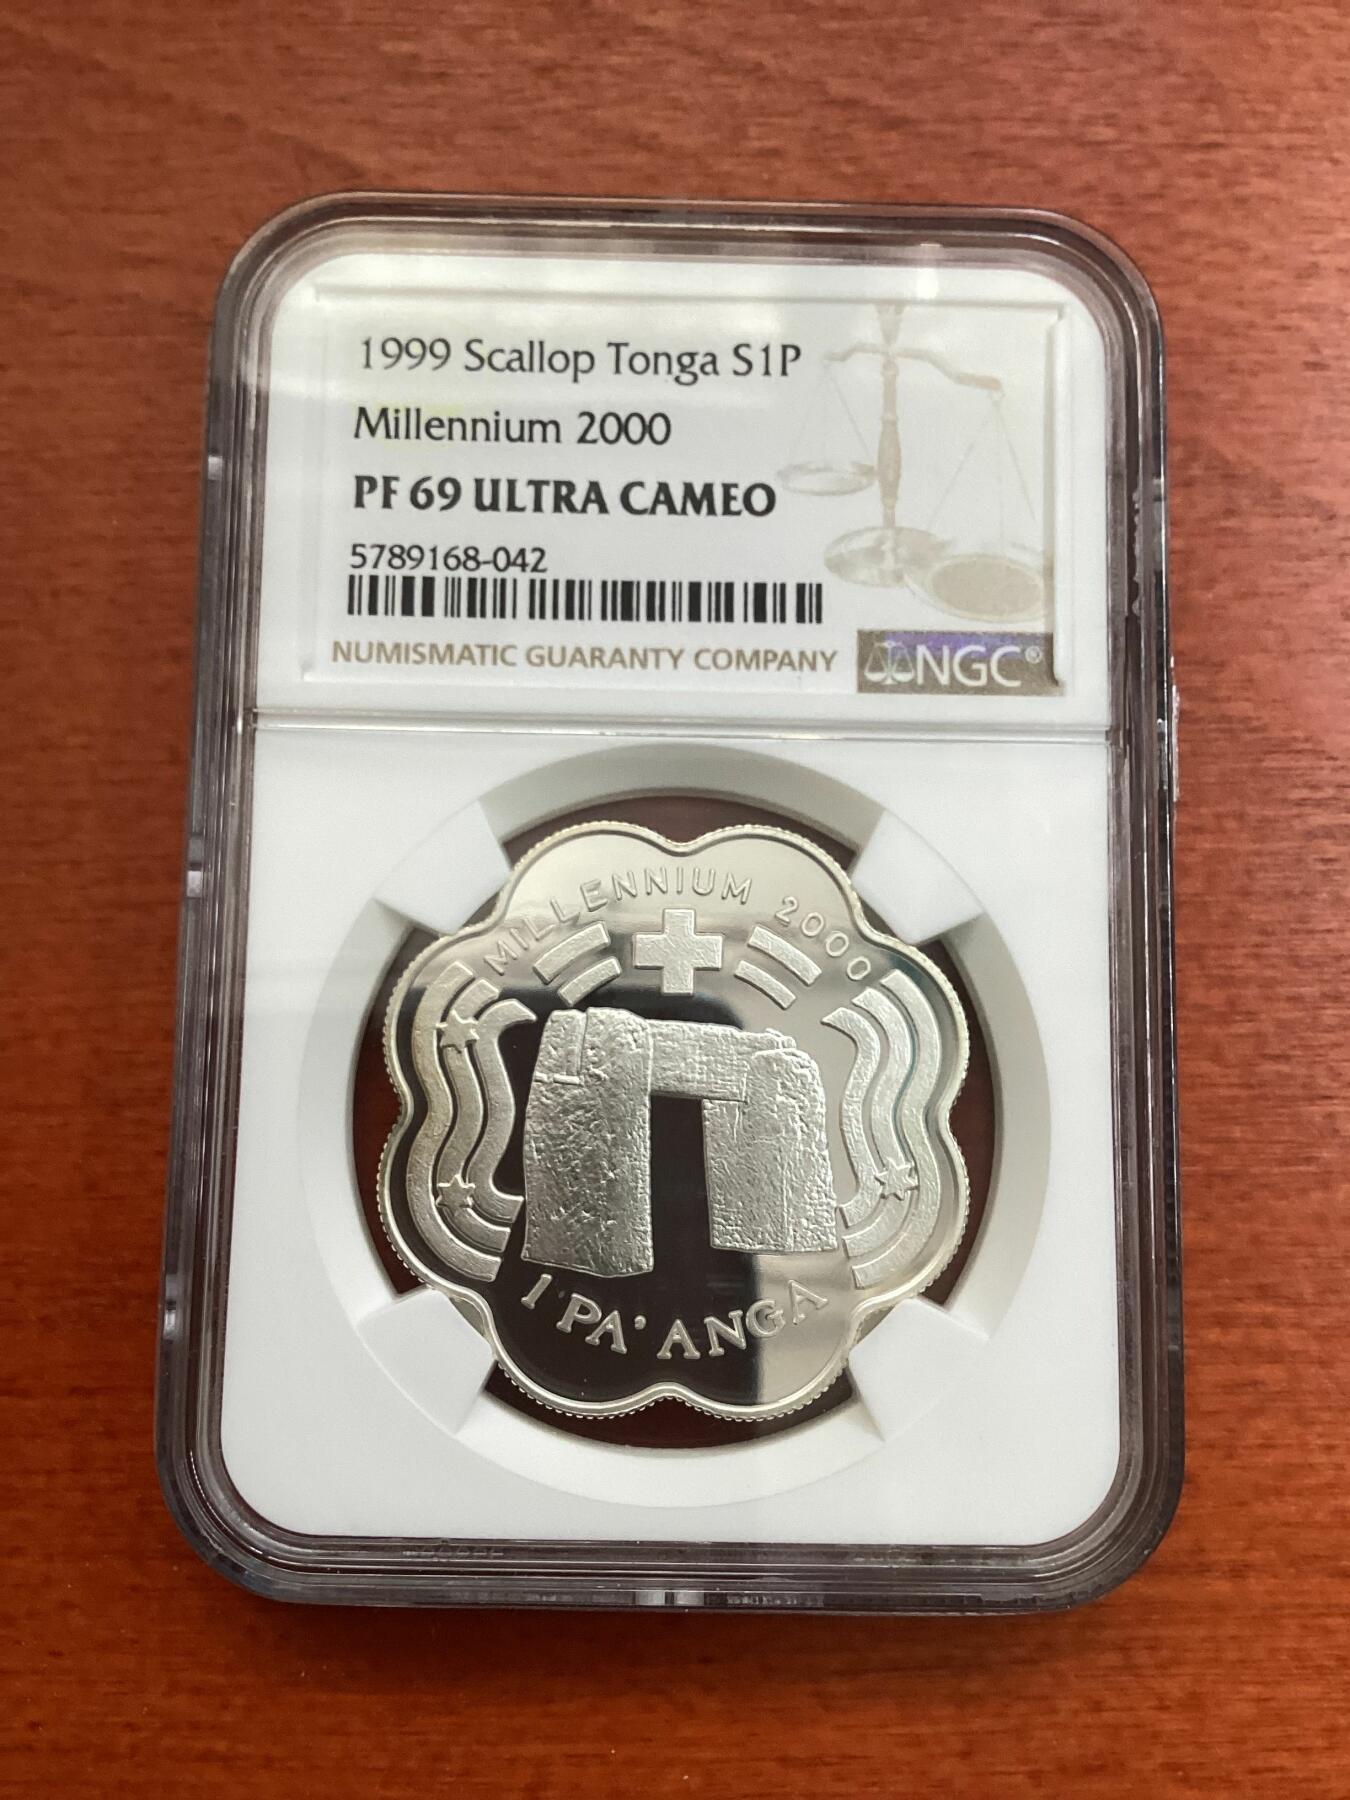 1999 Scallop Tonga S1P
Millennium 2000
PF 69 ULTRA CAMEO
5789168-042
NUMISMATIC GUARANTY COMPANY
NGC®
MILLENNIUM 2000
1 PA'ANGA